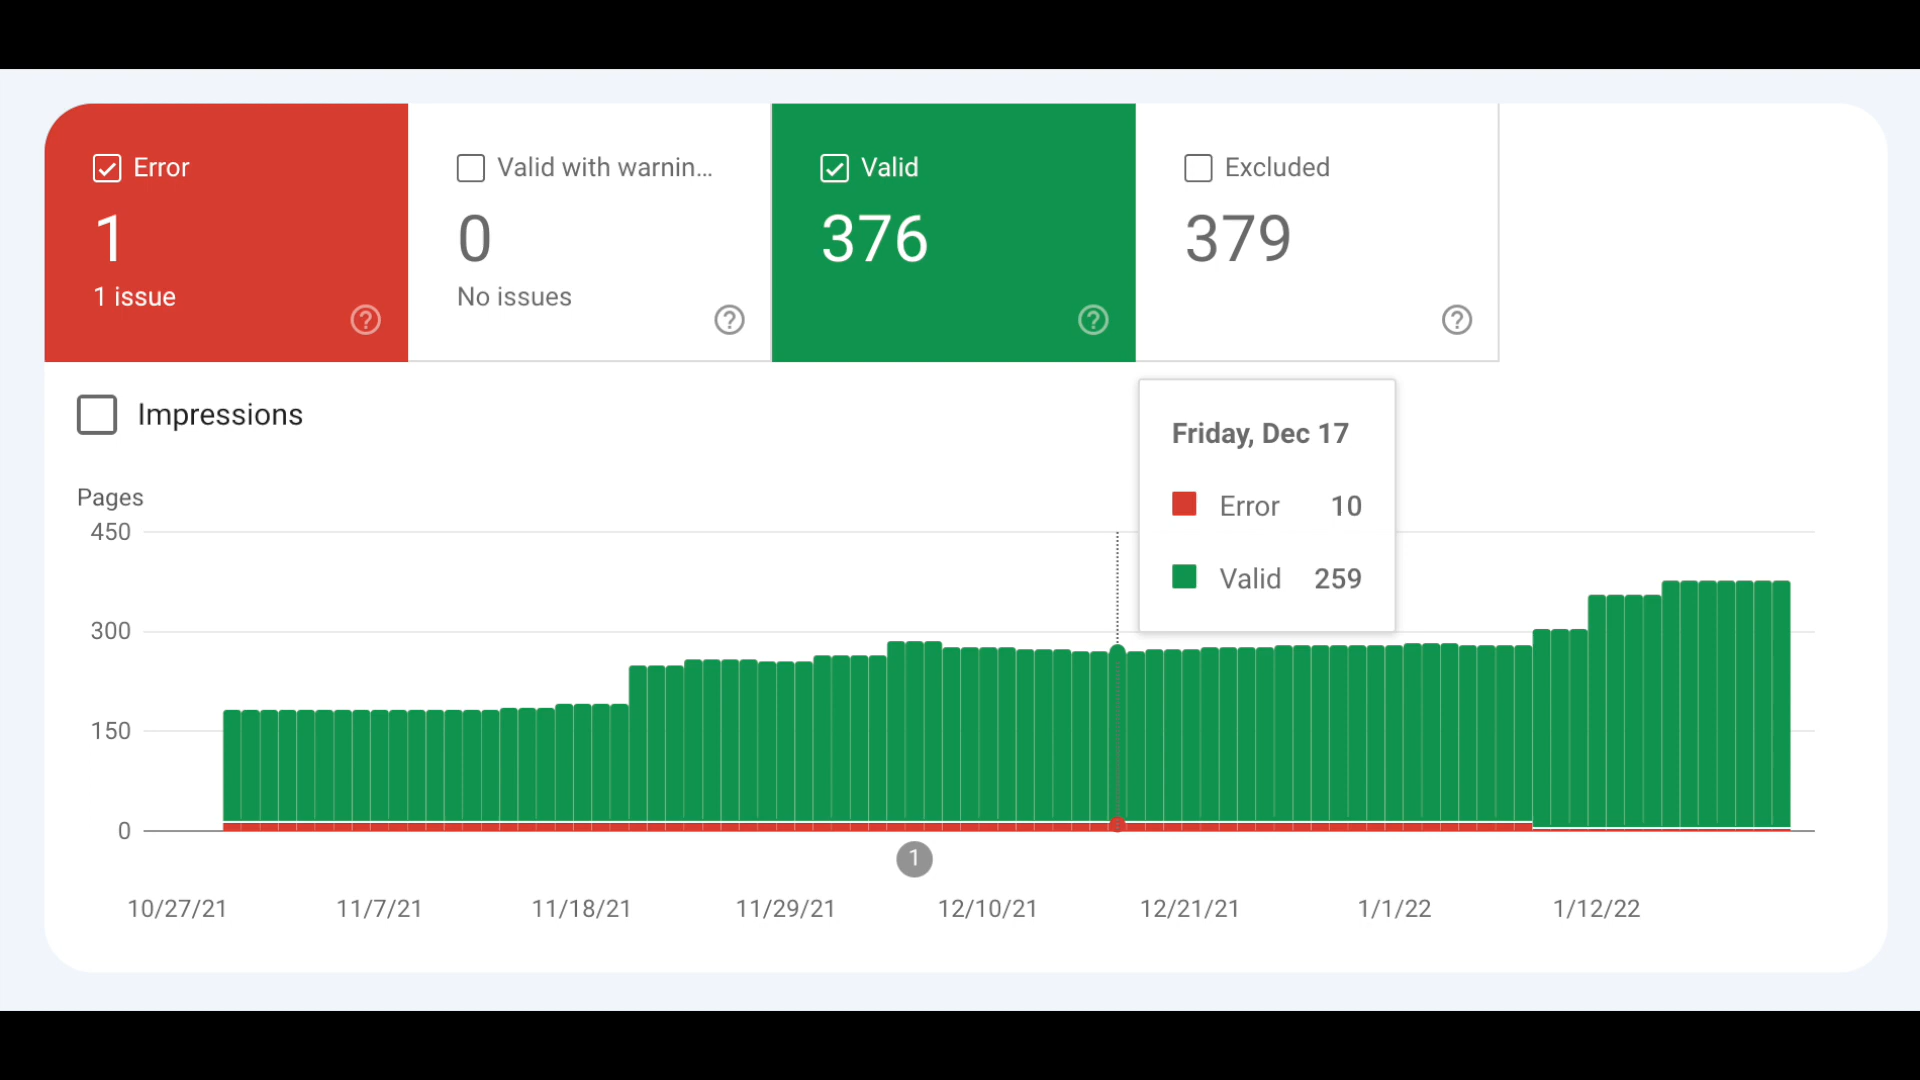 Error
1
1 issue
Valid with warnin...
0
No issues
Valid
376
Excluded
379
Impressions
Friday, Dec 17
Error 10
Valid 259
Pages
450
300
150
0
1
10/27/21 11/7/21 11/18/21 11/29/21 12/10/21 12/21/21 1/1/22 1/12/22